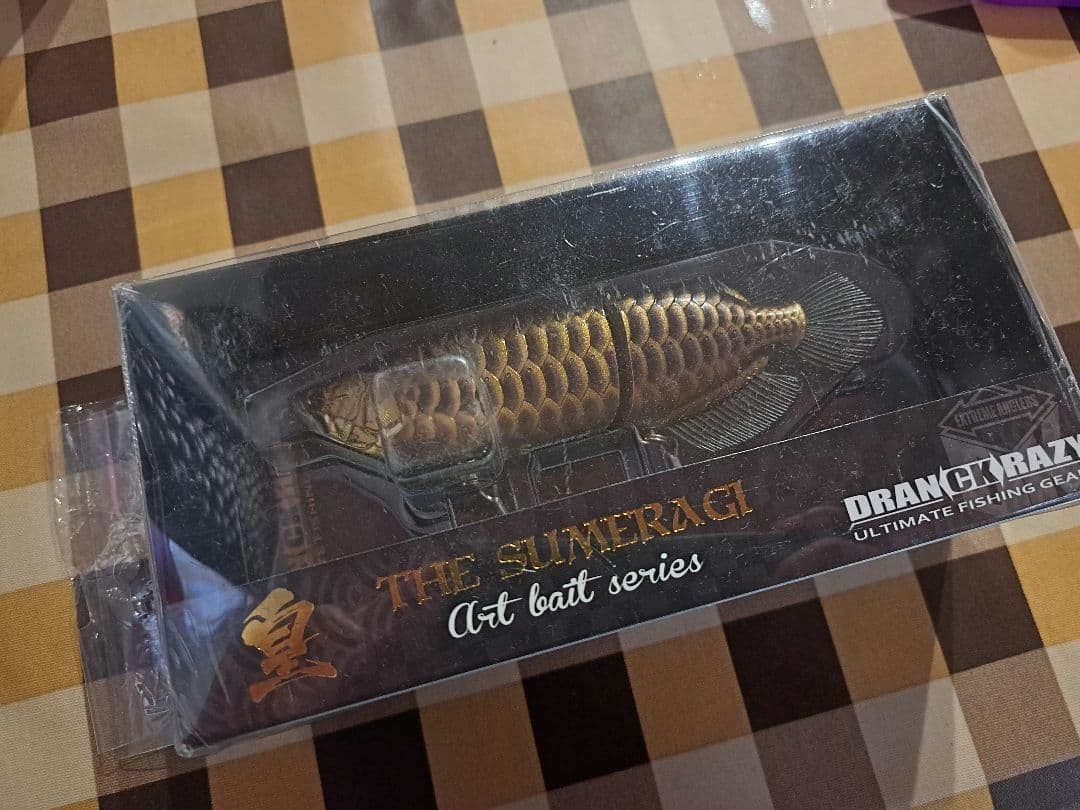 皇
THE SUMERAGI
Art bait series
EXTREME ANGLERS
DRANCKRAZY
ULTIMATE FISHING GEAR